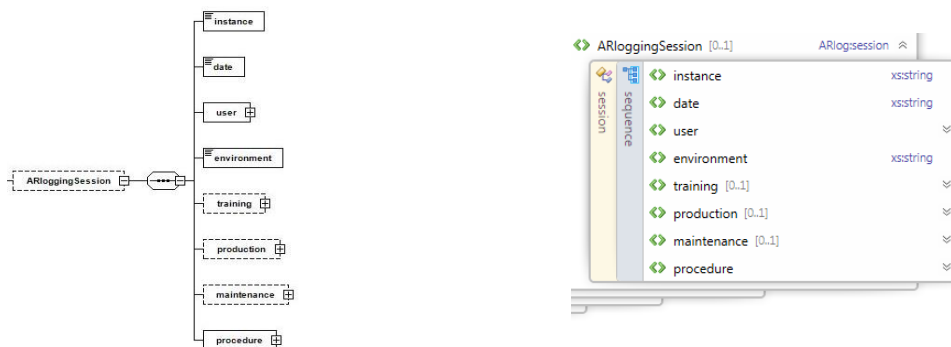 instance
date
user
environment
ARloggingSession
training
production
maintenance
procedure
ARloggingSession [0..1] ARlog:session
session
sequence
instance xs:string
date xs:string
user
environment xs:string
training [0..1]
production [0..1]
maintenance [0..1]
procedure